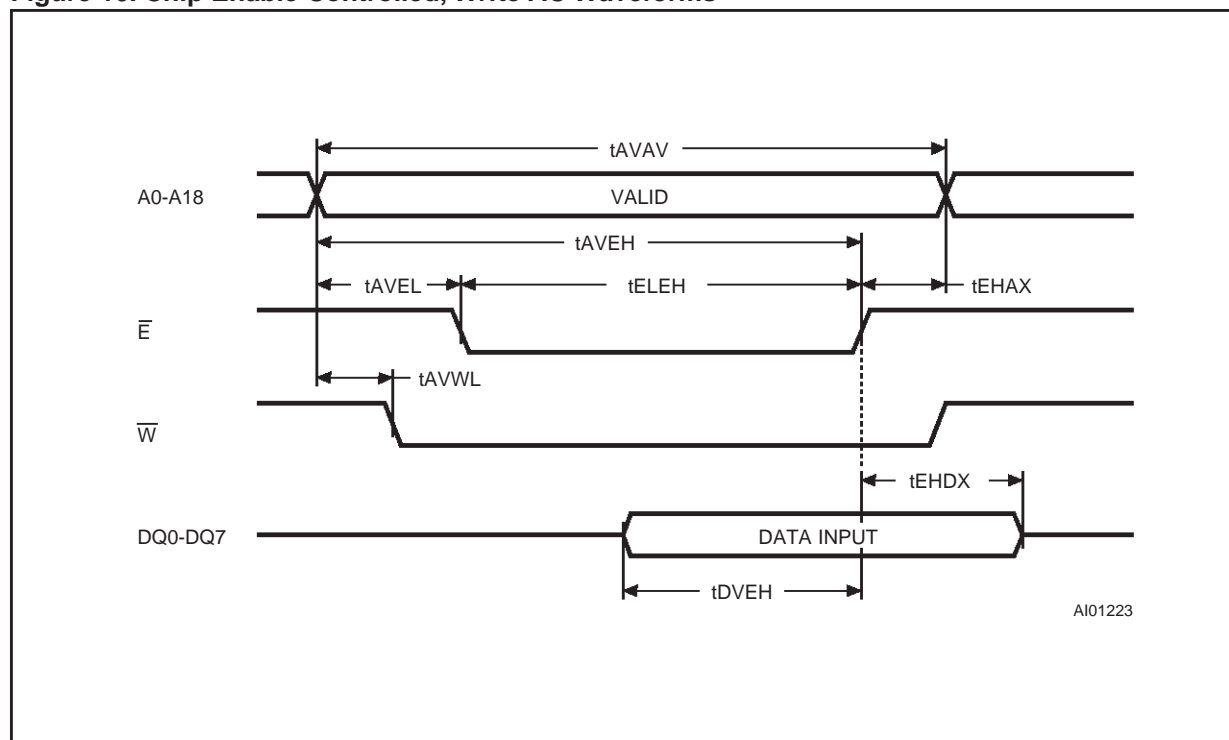 Figure Chip Enable Controlled, Write AC Waveforms
tAVAV
A0-A18
VALID
tAVEH
tAVEL
tELEH
tEHAX
E̅
tAVWL
W̅
tEHDX
DQ0-DQ7
DATA INPUT
tDVEH
AI01223